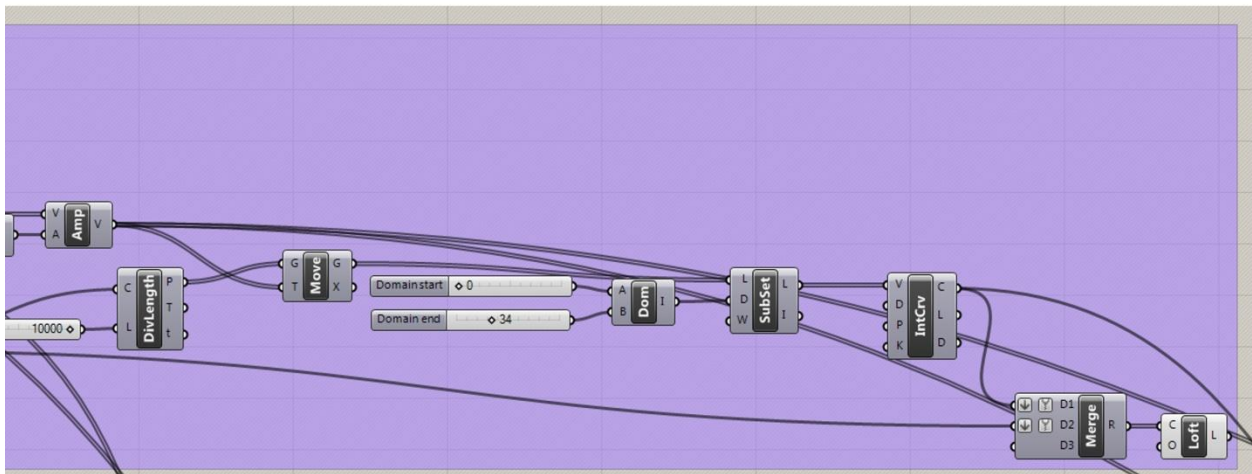 V
A
Amp
V
C
L
DivLength
P
T
t
10000
G
T
Move
G
X
Domain start
0
Domain end
34
A
B
Dom
I
L
D
W
SubSet
L
I
V
D
P
K
IntCrv
C
L
D
D1
D2
D3
Merge
R
C
O
Loft
L